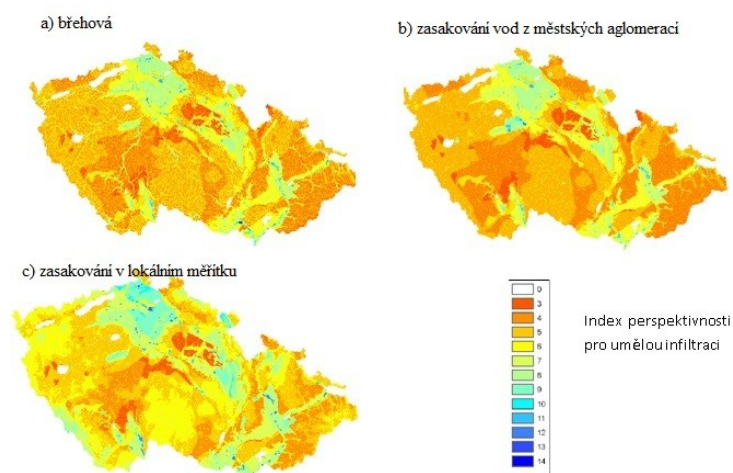 a) břehová
b) zasakování vod z městských aglomerací
c) zasakování v lokálním měřítku
0
3
4
5
6
7
8
9
10
11
12
13
14
Index perspektivnosti
pro umělou infiltraci